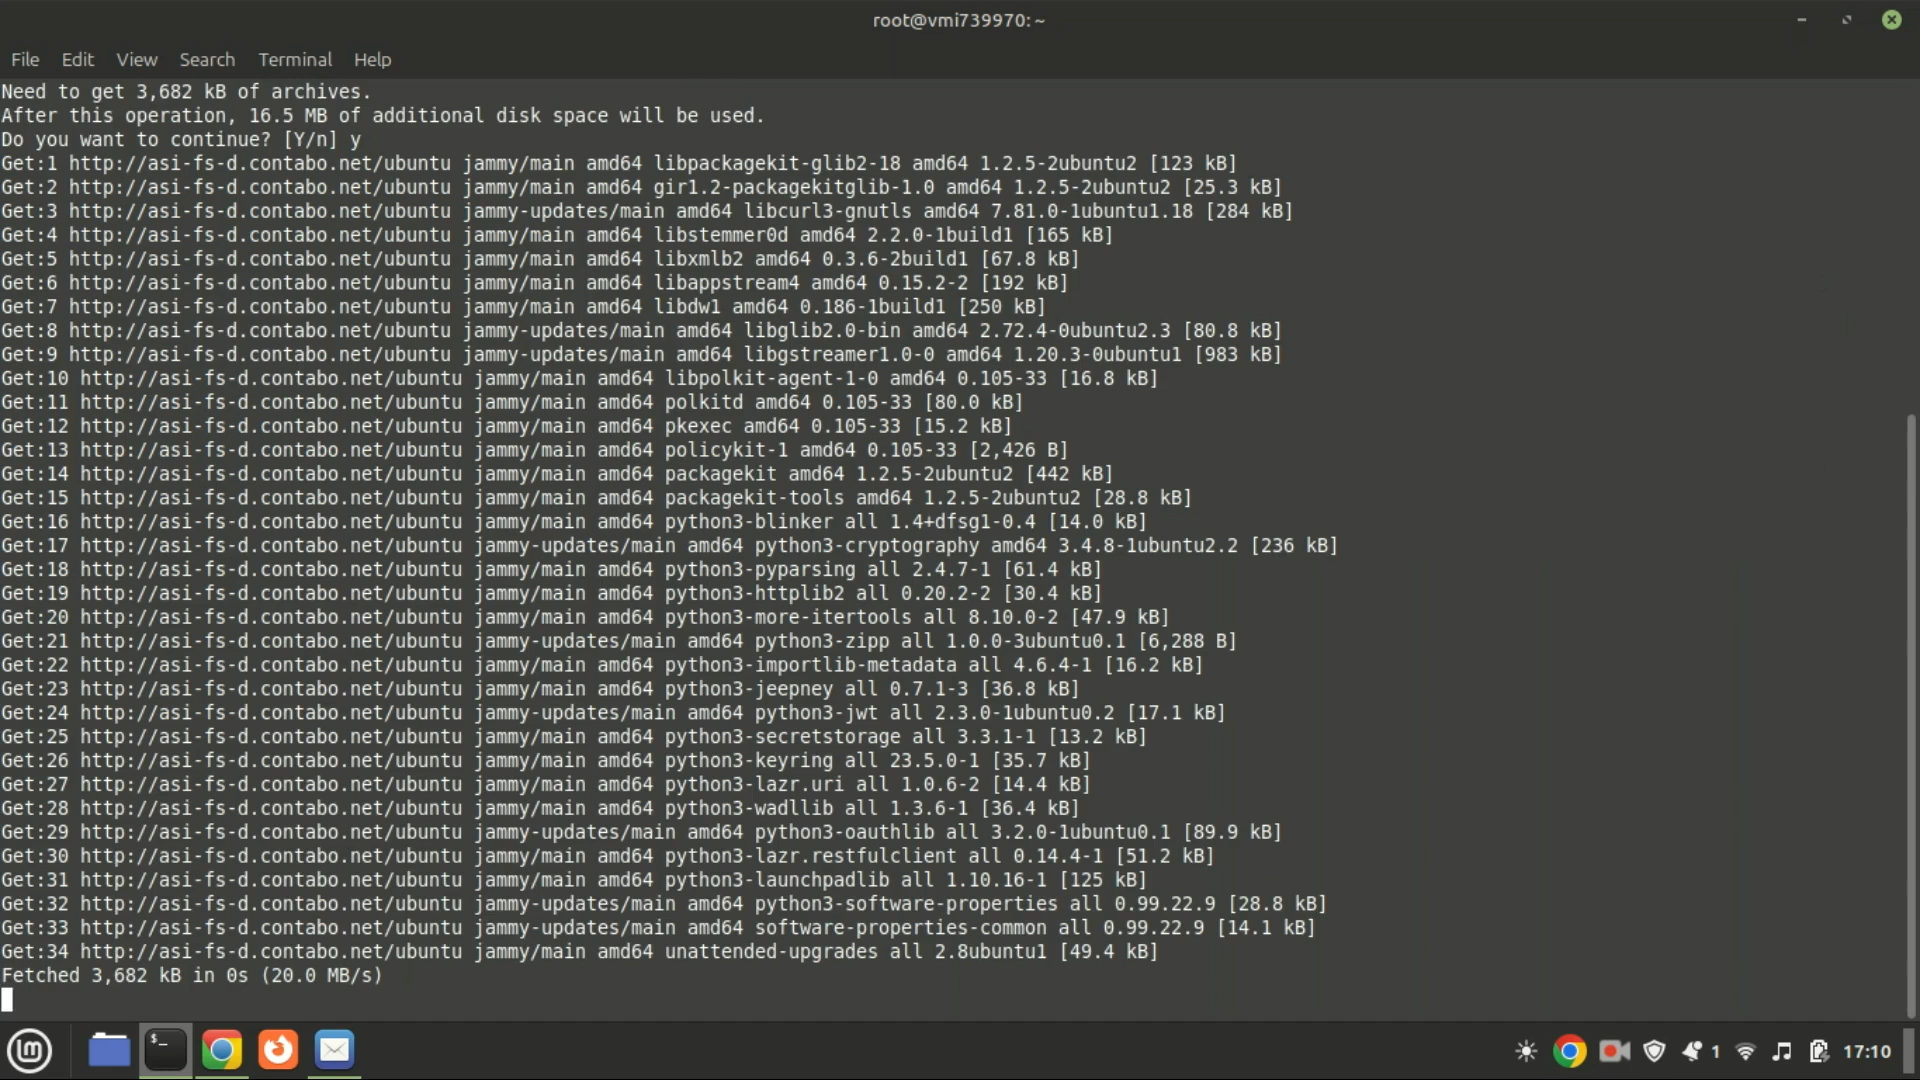 root@vmi739970: ~
File Edit View Search Terminal Help
Need to get 3,682 kB of archives.
After this operation, 16.5 MB of additional disk space will be used.
Do you want to continue? [Y/n] y
Get:1 http://asi-fs-d.contabo.net/ubuntu jammy/main amd64 libpackagekit-glib2-18 amd64 1.2.5-2ubuntu2 [123 kB]
Get:2 http://asi-fs-d.contabo.net/ubuntu jammy/main amd64 gir1.2-packagekitglib-1.0 amd64 1.2.5-2ubuntu2 [25.3 kB]
Get:3 http://asi-fs-d.contabo.net/ubuntu jammy-updates/main amd64 libcurl3-gnutls amd64 7.81.0-1ubuntu1.18 [284 kB]
Get:4 http://asi-fs-d.contabo.net/ubuntu jammy/main amd64 libstemmer0d amd64 2.2.0-1build1 [165 kB]
Get:5 http://asi-fs-d.contabo.net/ubuntu jammy/main amd64 libxmlb2 amd64 0.3.6-2build1 [67.8 kB]
Get:6 http://asi-fs-d.contabo.net/ubuntu jammy/main amd64 libappstream4 amd64 0.15.2-2 [192 kB]
Get:7 http://asi-fs-d.contabo.net/ubuntu jammy/main amd64 libdw1 amd64 0.186-1build1 [250 kB]
Get:8 http://asi-fs-d.contabo.net/ubuntu jammy-updates/main amd64 libglib2.0-bin amd64 2.72.4-0ubuntu2.3 [80.8 kB]
Get:9 http://asi-fs-d.contabo.net/ubuntu jammy-updates/main amd64 libgstreamer1.0-0 amd64 1.20.3-0ubuntu1 [983 kB]
Get:10 http://asi-fs-d.contabo.net/ubuntu jammy/main amd64 libpolkit-agent-1-0 amd64 0.105-33 [16.8 kB]
Get:11 http://asi-fs-d.contabo.net/ubuntu jammy/main amd64 polkitd amd64 0.105-33 [80.0 kB]
Get:12 http://asi-fs-d.contabo.net/ubuntu jammy/main amd64 pkexec amd64 0.105-33 [15.2 kB]
Get:13 http://asi-fs-d.contabo.net/ubuntu jammy/main amd64 policykit-1 amd64 0.105-33 [2,426 B]
Get:14 http://asi-fs-d.contabo.net/ubuntu jammy/main amd64 packagekit amd64 1.2.5-2ubuntu2 [442 kB]
Get:15 http://asi-fs-d.contabo.net/ubuntu jammy/main amd64 packagekit-tools amd64 1.2.5-2ubuntu2 [28.8 kB]
Get:16 http://asi-fs-d.contabo.net/ubuntu jammy/main amd64 python3-blinker all 1.4+dfsg1-0.4 [14.0 kB]
Get:17 http://asi-fs-d.contabo.net/ubuntu jammy-updates/main amd64 python3-cryptography amd64 3.4.8-1ubuntu2.2 [236 kB]
Get:18 http://asi-fs-d.contabo.net/ubuntu jammy/main amd64 python3-pyparsing all 2.4.7-1 [61.4 kB]
Get:19 http://asi-fs-d.contabo.net/ubuntu jammy/main amd64 python3-httplib2 all 0.20.2-2 [30.4 kB]
Get:20 http://asi-fs-d.contabo.net/ubuntu jammy/main amd64 python3-more-itertools all 8.10.0-2 [47.9 kB]
Get:21 http://asi-fs-d.contabo.net/ubuntu jammy-updates/main amd64 python3-zipp all 1.0.0-3ubuntu0.1 [6,288 B]
Get:22 http://asi-fs-d.contabo.net/ubuntu jammy/main amd64 python3-importlib-metadata all 4.6.4-1 [16.2 kB]
Get:23 http://asi-fs-d.contabo.net/ubuntu jammy/main amd64 python3-jeepney all 0.7.1-3 [36.8 kB]
Get:24 http://asi-fs-d.contabo.net/ubuntu jammy-updates/main amd64 python3-jwt all 2.3.0-1ubuntu0.2 [17.1 kB]
Get:25 http://asi-fs-d.contabo.net/ubuntu jammy/main amd64 python3-secretstorage all 3.3.1-1 [13.2 kB]
Get:26 http://asi-fs-d.contabo.net/ubuntu jammy/main amd64 python3-keyring all 23.5.0-1 [35.7 kB]
Get:27 http://asi-fs-d.contabo.net/ubuntu jammy/main amd64 python3-lazr.uri all 1.0.6-2 [14.4 kB]
Get:28 http://asi-fs-d.contabo.net/ubuntu jammy/main amd64 python3-wadllib all 1.3.6-1 [36.4 kB]
Get:29 http://asi-fs-d.contabo.net/ubuntu jammy-updates/main amd64 python3-oauthlib all 3.2.0-1ubuntu0.1 [89.9 kB]
Get:30 http://asi-fs-d.contabo.net/ubuntu jammy/main amd64 python3-lazr.restfulclient all 0.14.4-1 [51.2 kB]
Get:31 http://asi-fs-d.contabo.net/ubuntu jammy/main amd64 python3-launchpadlib all 1.10.16-1 [125 kB]
Get:32 http://asi-fs-d.contabo.net/ubuntu jammy-updates/main amd64 python3-software-properties all 0.99.22.9 [28.8 kB]
Get:33 http://asi-fs-d.contabo.net/ubuntu jammy-updates/main amd64 software-properties-common all 0.99.22.9 [14.1 kB]
Get:34 http://asi-fs-d.contabo.net/ubuntu jammy/main amd64 unattended-upgrades all 2.8ubuntu1 [49.4 kB]
Fetched 3,682 kB in 0s (20.0 MB/s)
$_
1 17:10